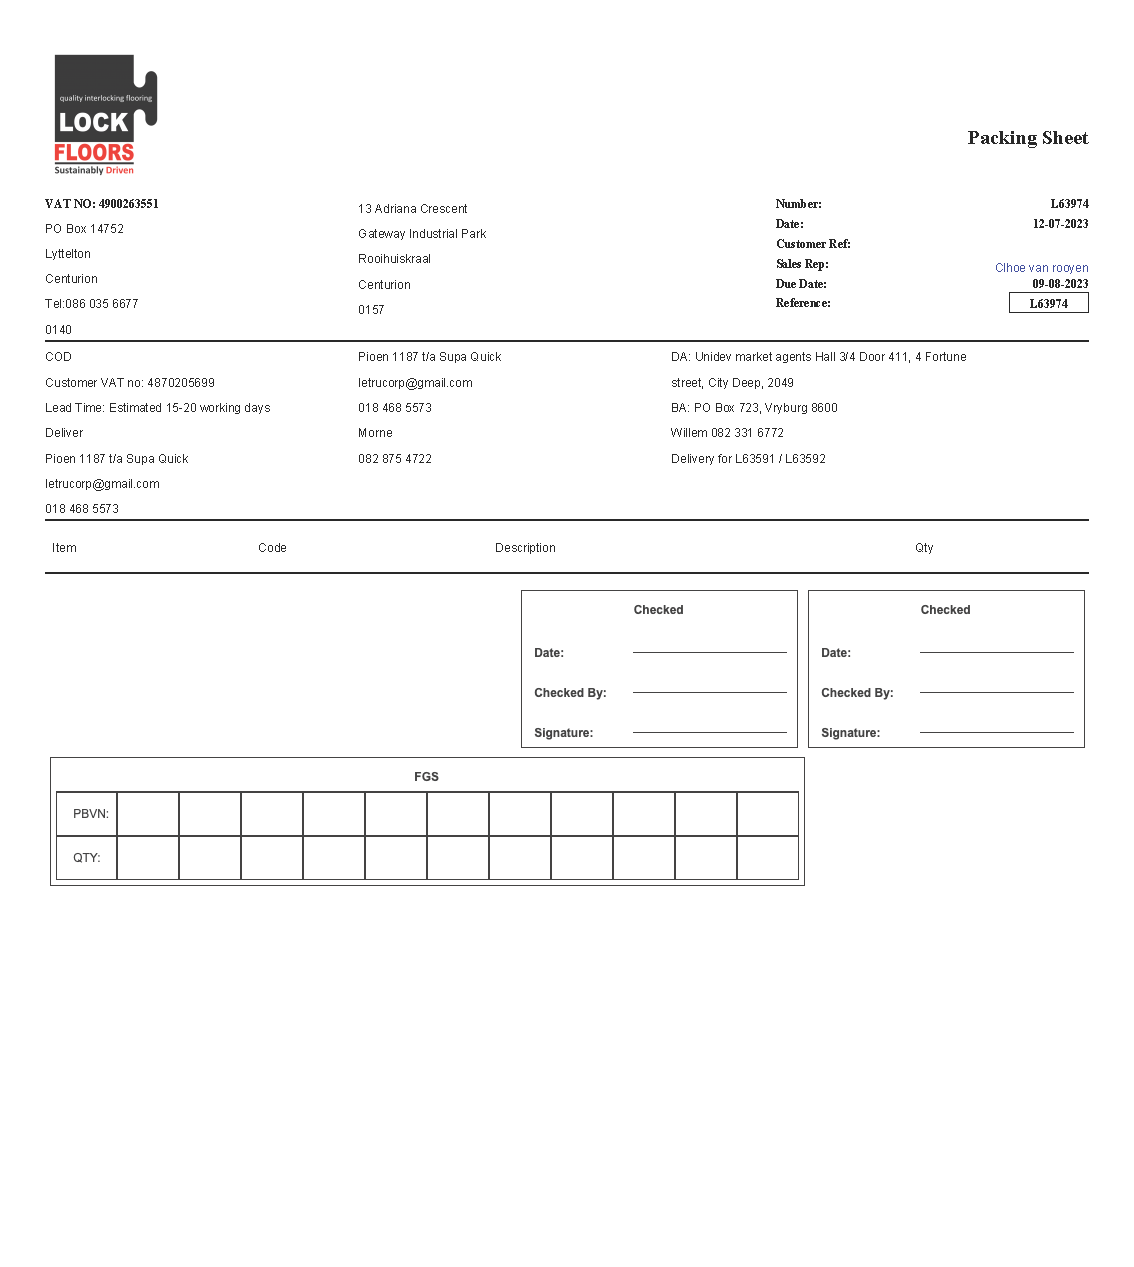 quality interlocking flooring
LOCK
FLOORS
Sustainably Driven
Packing Sheet
VAT NO: 4900263551
PO Box 14752
Lyttelton
Centurion
Tel:086 035 6677
0140
13 Adriana Crescent
Gateway Industrial Park
Rooihuiskraal
Centurion
0157
Number: L63974
Date: 12-07-2023
Customer Ref:
Sales Rep: Clhoe van rooyen
Due Date: 09-08-2023
Reference: L63974
COD
Customer VAT no: 4870205699
Lead Time: Estimated 15-20 working days
Deliver
Pioen 1187 t/a Supa Quick
letrucorp@gmail.com
018 468 5573
Pioen 1187 t/a Supa Quick
letrucorp@gmail.com
018 468 5573
Morne
082 875 4722
DA: Unidev market agents Hall 3/4 Door 411, 4 Fortune
street, City Deep, 2049
BA: PO Box 723, Vryburg 8600
Willem 082 331 6772
Delivery for L63591 / L63592
Item Code Description Qty
Checked
Date:
Checked By:
Signature:
Checked
Date:
Checked By:
Signature:
FGS
PBVN:
QTY: